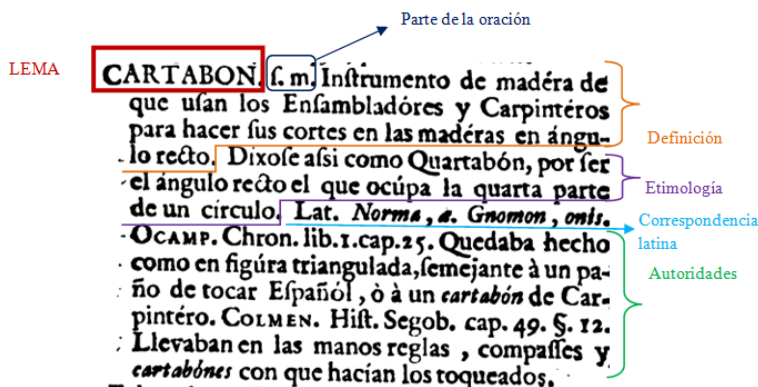 Parte de la oración
LEMA
CARTABON. ſ. m. Inſtrumento de madéra de
que uſan los Enſambladóres y Carpintéros
para hacer ſus cortes en las madéras en ángu-
lo recto. Dixoſe aſsi como Quartabón, por ſer
el ángulo recto el que ocúpa la quarta parte
de un círculo. Lat. Norma, æ. Gnomon, onis.
OCAMP. Chron. lib.1.cap.25. Quedaba hecho
como en figúra triangulada, ſemejante à un pa-
ño de tocar Eſpañól, ò à un cartabón de Car-
pintéro. COLMEN. Hiſt. Segob. cap. 49. §. 12.
Llevaban en las manos reglas, compaſſes y
cartabónes con que hacían los toqueados.
Definición
Etimología
Correspondencia
latina
Autoridades